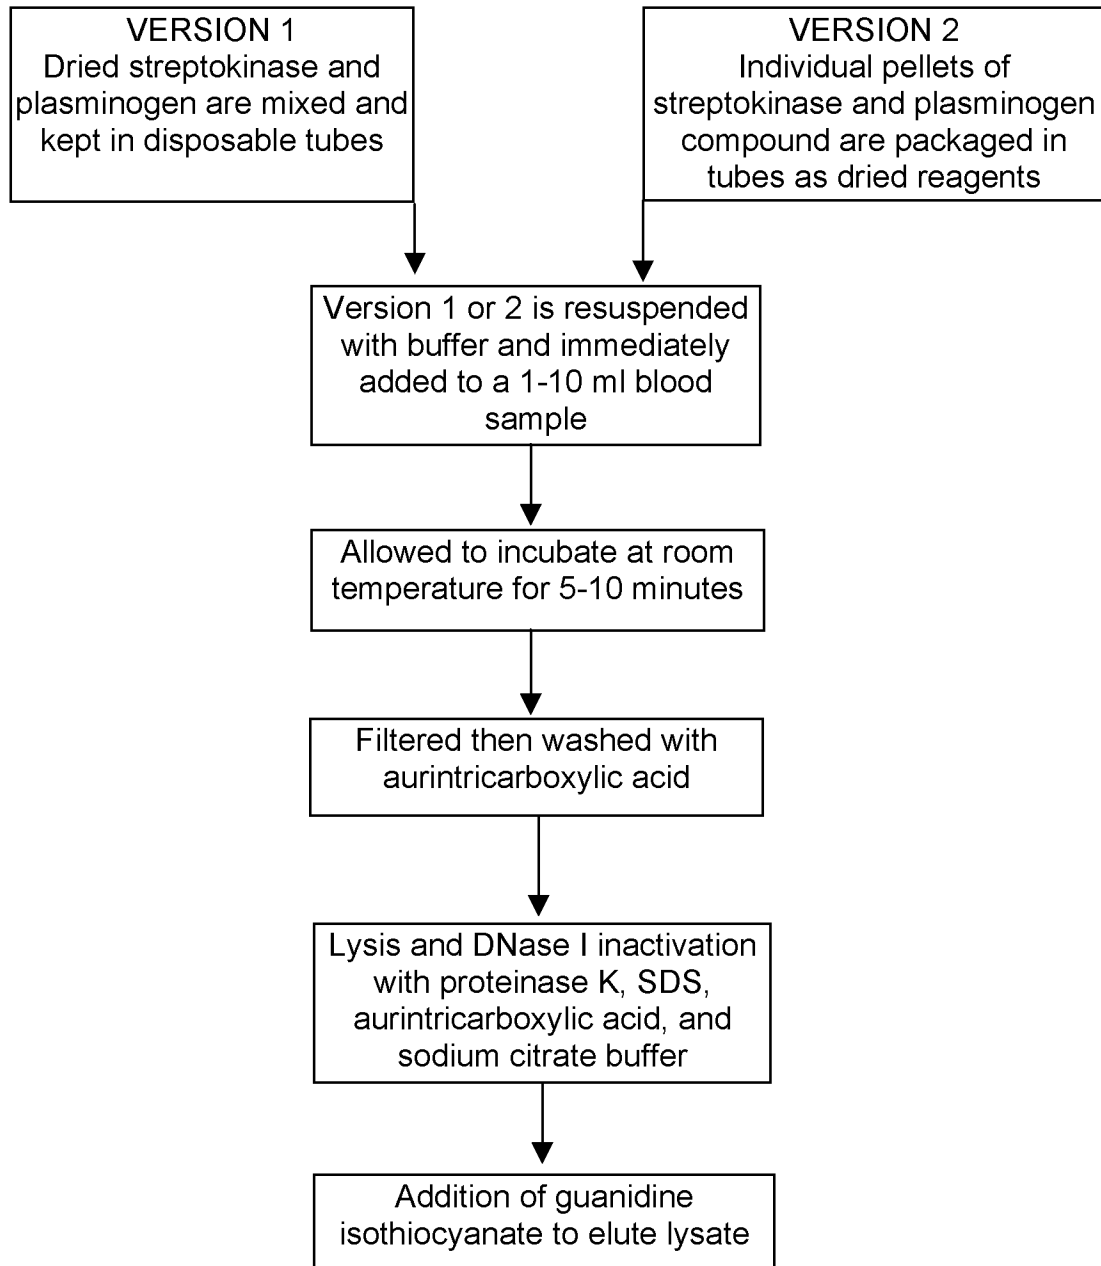 VERSION 1
Dried streptokinase and
plasminogen are mixed and
kept in disposable tubes
VERSION 2
Individual pellets of
streptokinase and plasminogen
compound are packaged in
tubes as dried reagents
Version 1 or 2 is resuspended
with buffer and immediately
added to a 1-10 ml blood
sample
Allowed to incubate at room
temperature for 5-10 minutes
Filtered then washed with
aurintricarboxylic acid
Lysis and DNase I inactivation
with proteinase K, SDS,
aurintricarboxylic acid, and
sodium citrate buffer
Addition of guanidine
isothiocyanate to elute lysate